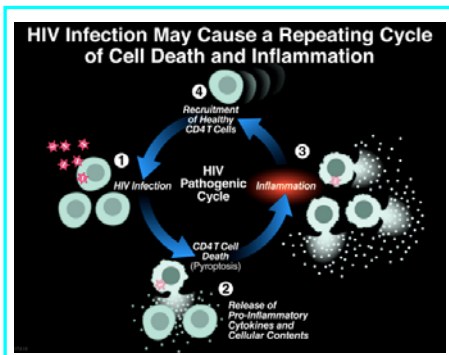 HIV Infection May Cause a Repeating Cycle
of Cell Death and Inflammation
4
Recruitment
of Healthy
CD4 T Cells
1
HIV Infection
HIV
Pathogenic
Cycle
3
Inflammation
CD4 T Cell
Death
(Pyroptosis)
2
Release of
Pro-Inflammatory
Cytokines and
Cellular Contents